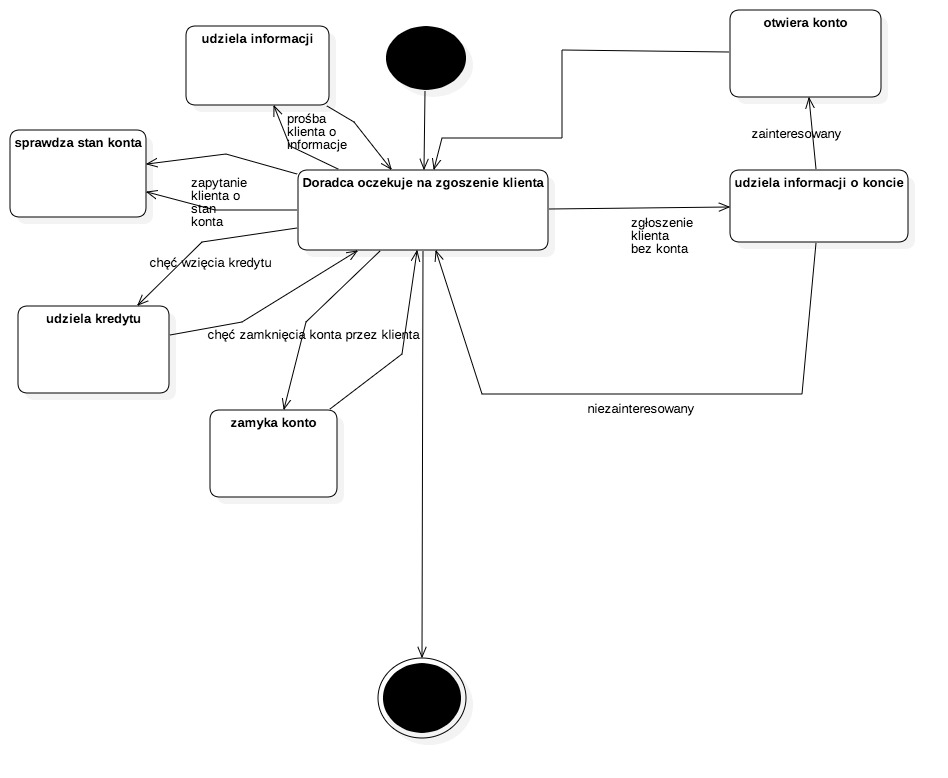 udziela informacji
otwiera konto
prośba
klienta o
informacje
sprawdza stan konta
zainteresowany
zapytanie
klienta o
stan
konta
Doradca oczekuje na zgoszenie klienta
udziela informacji o koncie
zgłoszenie
klienta
bez konta
chęć wzięcia kredytu
udziela kredytu
chęć zamknięcia konta przez klienta
niezainteresowany
zamyka konto